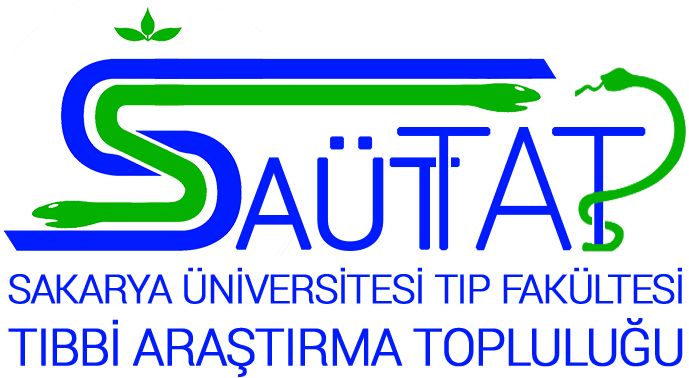 SAÜTTAT
SAKARYA ÜNİVERSİTESİ TIP FAKÜLTESİ
TIBBİ ARAŞTIRMA TOPLULUĞU